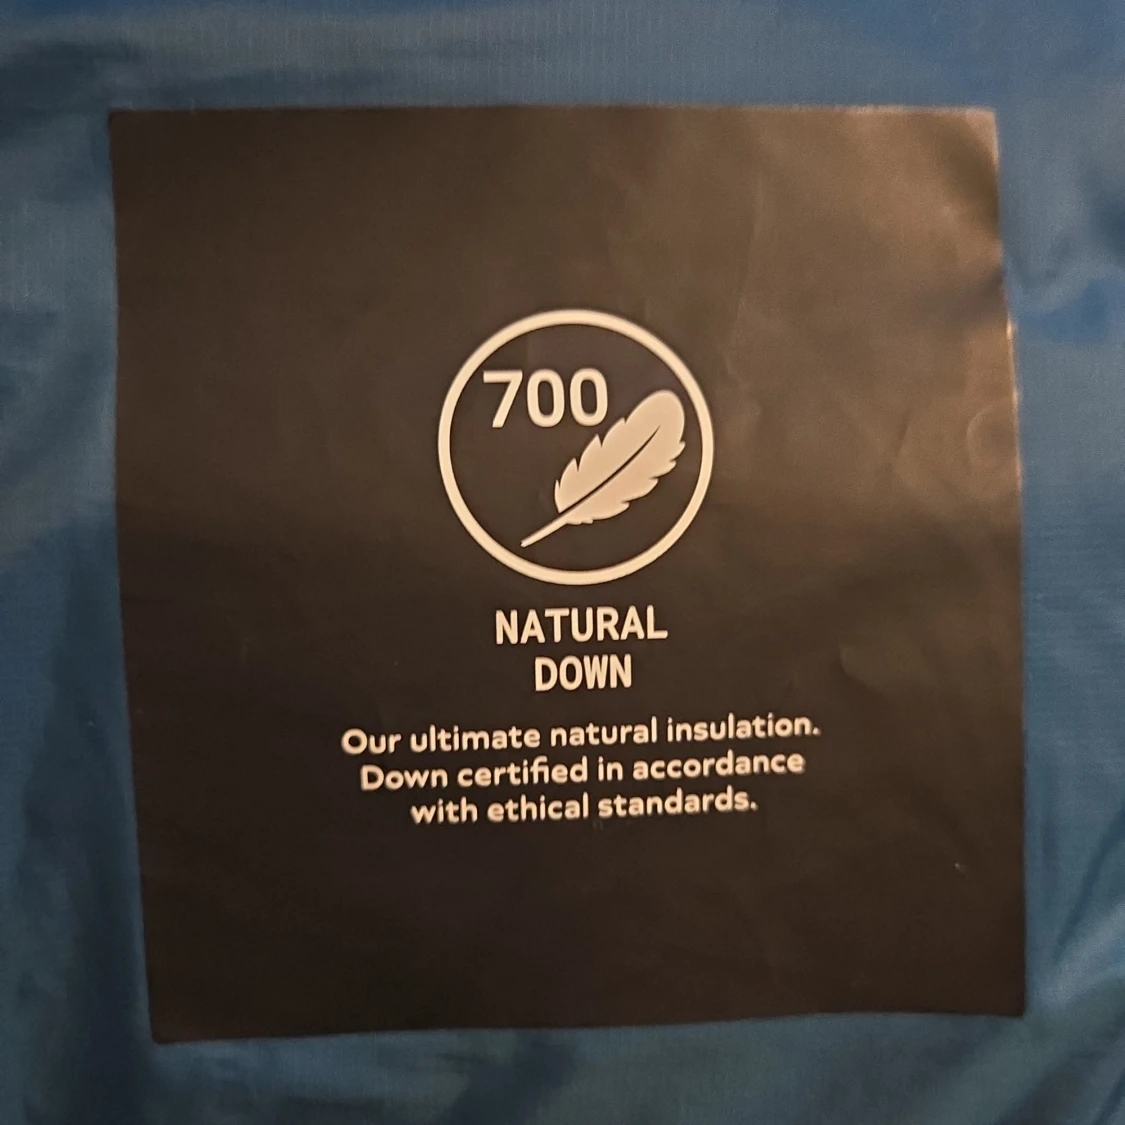 700
NATURAL
DOWN
Our ultimate natural insulation.
Down certified in accordance
with ethical standards.